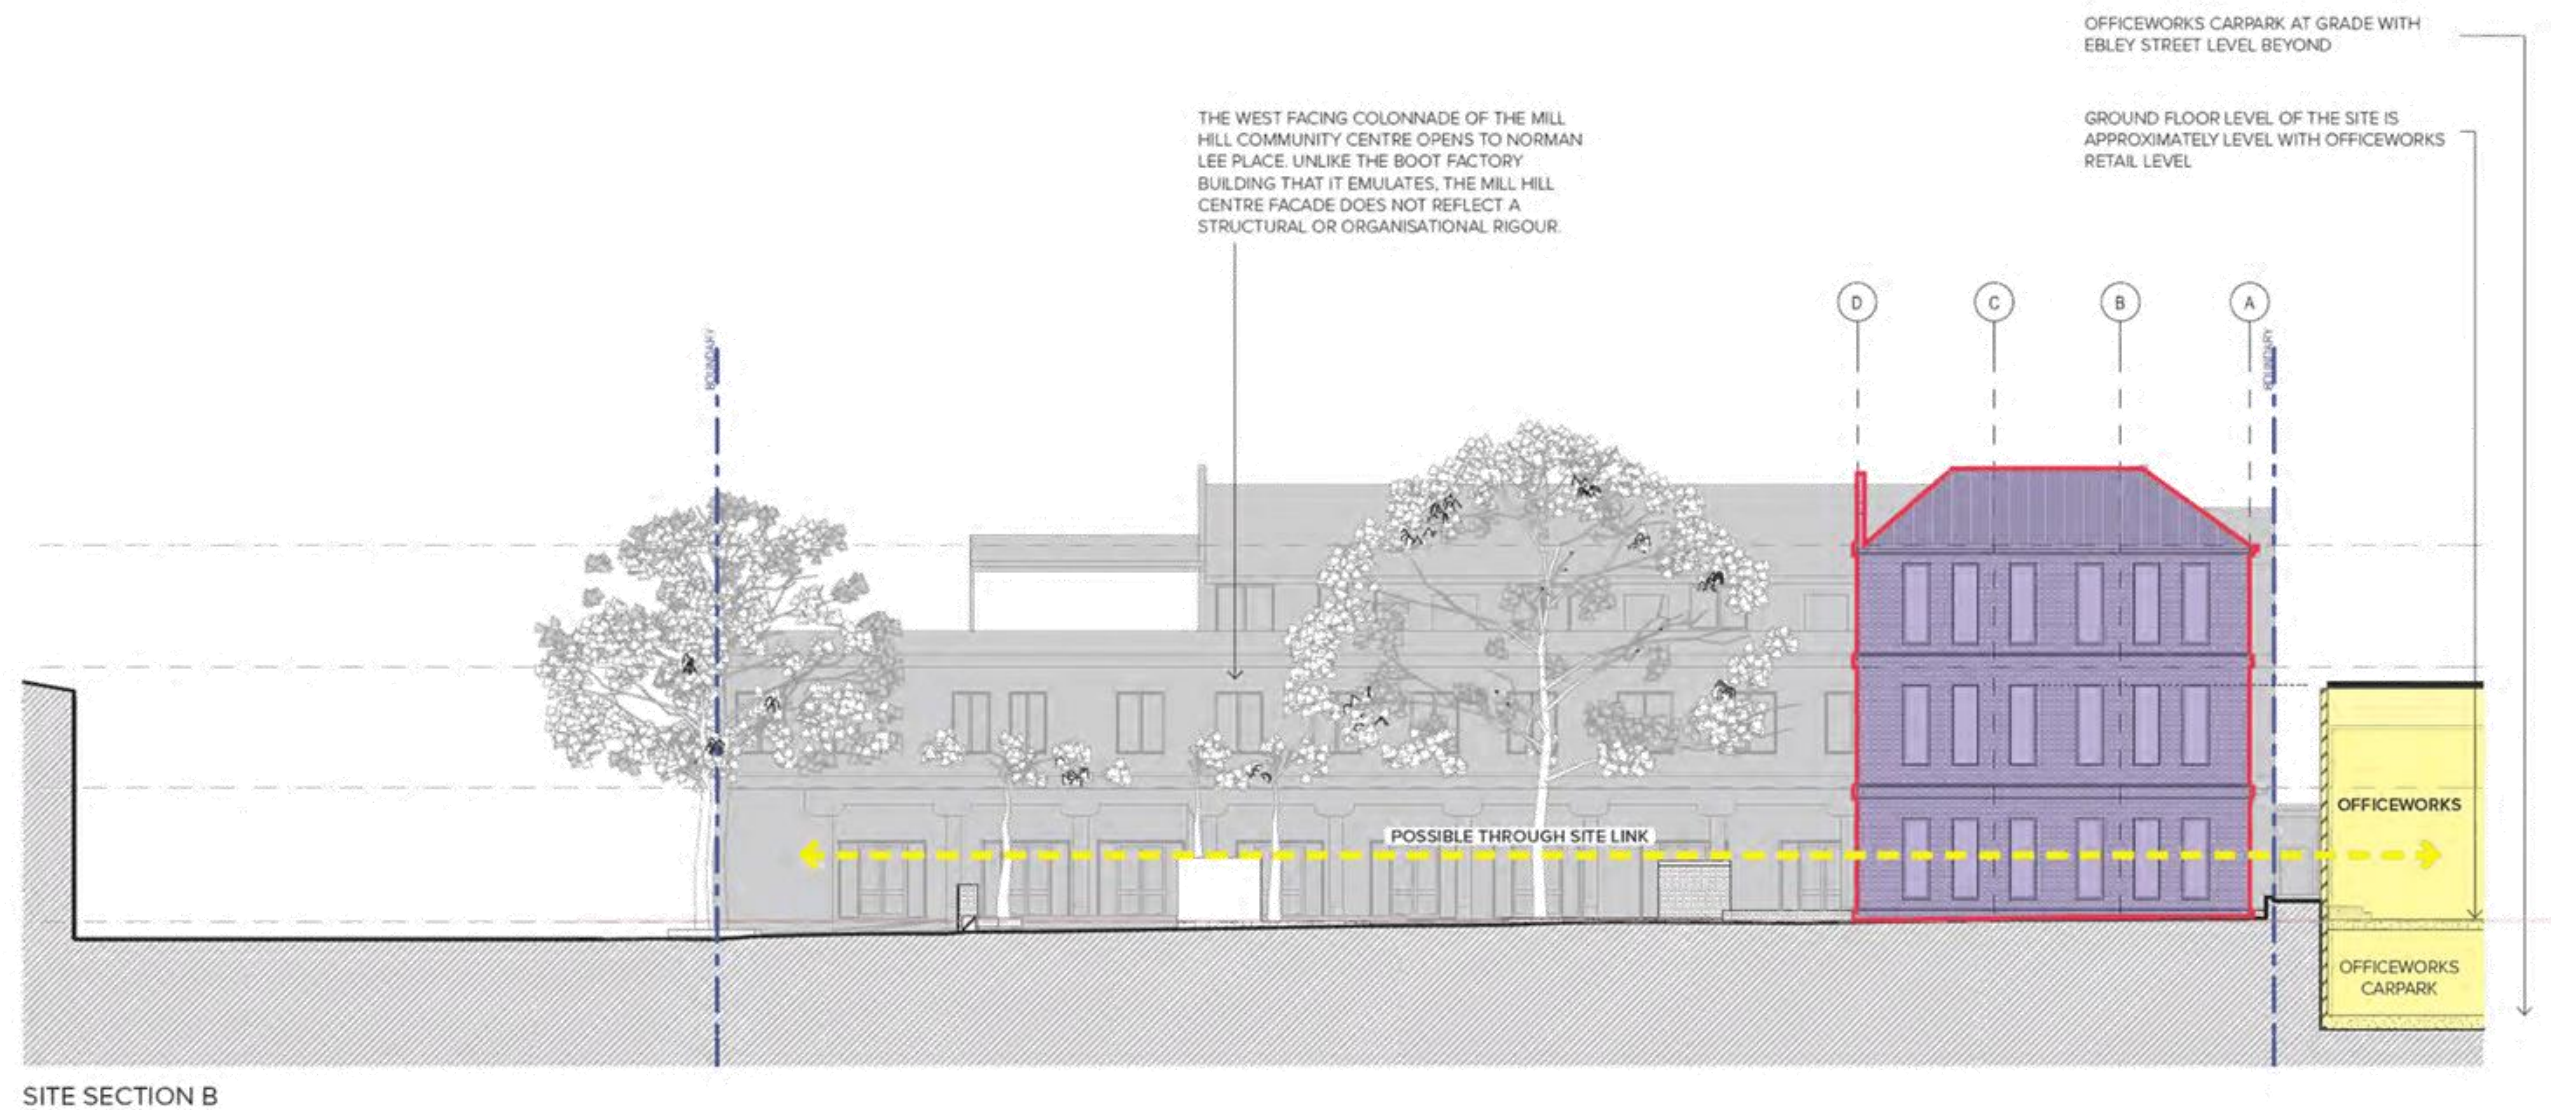 OFFICEWORKS CARPARK AT GRADE WITH
EBLEY STREET LEVEL BEYOND
THE WEST FACING COLONNADE OF THE MILL
HILL COMMUNITY CENTRE OPENS TO NORMAN
LEE PLACE. UNLIKE THE BOOT FACTORY
BUILDING THAT IT EMULATES, THE MILL HILL
CENTRE FACADE DOES NOT REFLECT A
STRUCTURAL OR ORGANISATIONAL RIGOUR.
GROUND FLOOR LEVEL OF THE SITE IS
APPROXIMATELY LEVEL WITH OFFICEWORKS
RETAIL LEVEL
D
C
B
A
BOUNDARY
BOUNDARY
OFFICEWORKS
POSSIBLE THROUGH SITE LINK
OFFICEWORKS
CARPARK
SITE SECTION B